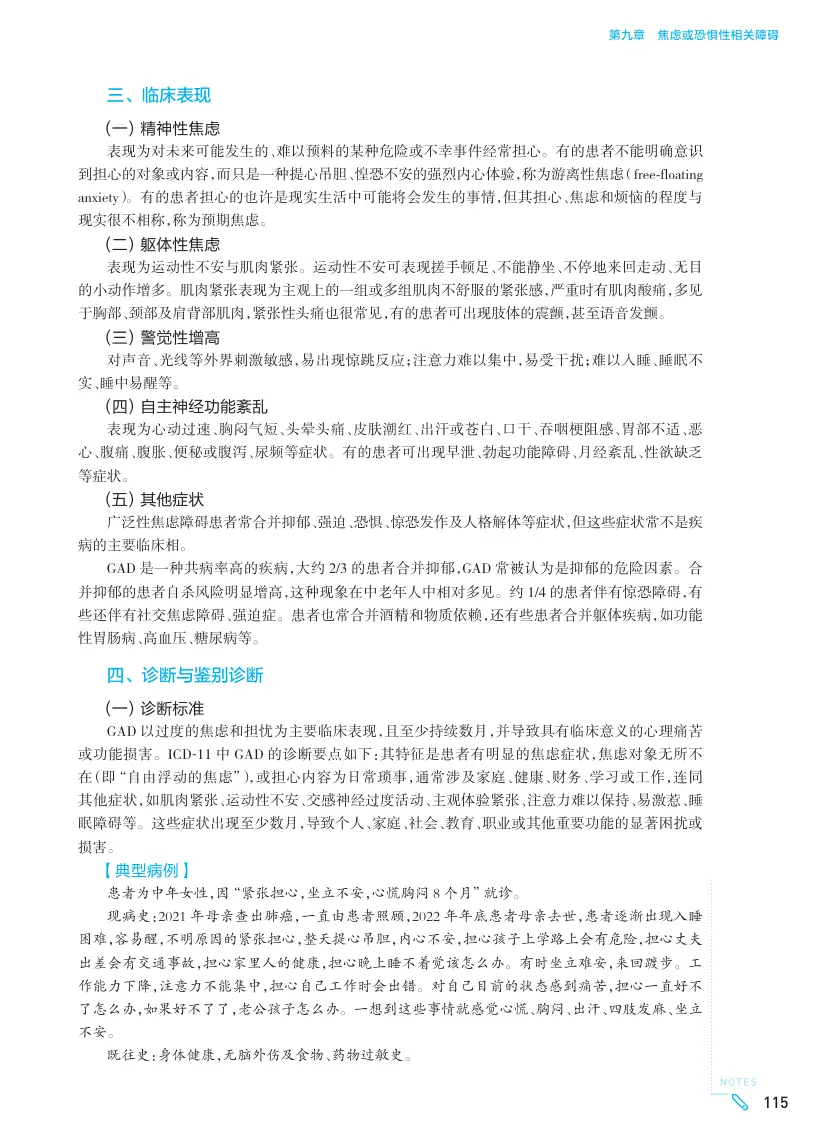 第九章 焦虑或恐惧性相关障碍
三、临床表现
（一）精神性焦虑
表现为对未来可能发生的、难以预料的某种危险或不幸事件经常担心。有的患者不能明确意识
到担心的对象或内容，而只是一种提心吊胆、惶恐不安的强烈内心体验，称为游离性焦虑（free-floating
anxiety）。有的患者担心的也许是现实生活中可能将会发生的事情，但其担心、焦虑和烦恼的程度与
现实很不相称，称为预期焦虑。
（二）躯体性焦虑
表现为运动性不安与肌肉紧张。运动性不安可表现搓手顿足、不能静坐、不停地来回走动、无目
的小动作增多。肌肉紧张表现为主观上的一组或多组肌肉不舒服的紧张感，严重时有肌肉酸痛，多见
于胸部、颈部及肩背部肌肉，紧张性头痛也很常见，有的患者可出现肢体的震颤，甚至语音发颤。
（三）警觉性增高
对声音、光线等外界刺激敏感，易出现惊跳反应；注意力难以集中，易受干扰；难以入睡、睡眠不
实、睡中易醒等。
（四）自主神经功能紊乱
表现为心动过速、胸闷气短、头晕头痛、皮肤潮红、出汗或苍白、口干、吞咽梗阻感、胃部不适、恶
心、腹痛、腹胀、便秘或腹泻、尿频等症状。有的患者可出现早泄、勃起功能障碍、月经紊乱、性欲缺乏
等症状。
（五）其他症状
广泛性焦虑障碍患者常合并抑郁、强迫、恐惧、惊恐发作及人格解体等症状，但这些症状常不是疾
病的主要临床相。
GAD 是一种共病率高的疾病，大约 2/3 的患者合并抑郁，GAD 常被认为是抑郁的危险因素。合
并抑郁的患者自杀风险明显增高，这种现象在中老年人中相对多见。约 1/4 的患者伴有惊恐障碍，有
些还伴有社交焦虑障碍、强迫症。患者也常合并酒精和物质依赖，还有些患者合并躯体疾病，如功能
性胃肠病、高血压、糖尿病等。
四、诊断与鉴别诊断
（一）诊断标准
GAD 以过度的焦虑和担忧为主要临床表现，且至少持续数月，并导致具有临床意义的心理痛苦
或功能损害。ICD-11 中 GAD 的诊断要点如下：其特征是患者有明显的焦虑症状，焦虑对象无所不
在（即“自由浮动的焦虑”），或担心内容为日常琐事，通常涉及家庭、健康、财务、学习或工作，连同
其他症状，如肌肉紧张、运动性不安、交感神经过度活动、主观体验紧张、注意力难以保持、易激惹、睡
眠障碍等。这些症状出现至少数月，导致个人、家庭、社会、教育、职业或其他重要功能的显著困扰或
损害。
【典型病例】
患者为中年女性，因“紧张担心，坐立不安，心慌胸闷 8 个月”就诊。
现病史：2021 年母亲查出肺癌，一直由患者照顾，2022 年年底患者母亲去世，患者逐渐出现入睡
困难，容易醒，不明原因的紧张担心，整天提心吊胆，内心不安，担心孩子上学路上会有危险，担心丈夫
出差会有交通事故，担心家里人的健康，担心晚上睡不着觉该怎么办。有时坐立难安，来回踱步。工
作能力下降，注意力不能集中，担心自己工作时会出错。对自己目前的状态感到痛苦，担心一直好不
了怎么办，如果好不了了，老公孩子怎么办。一想到这些事情就感觉心慌、胸闷、出汗、四肢发麻、坐立
不安。
既往史：身体健康，无脑外伤及食物、药物过敏史。
NOTES
115